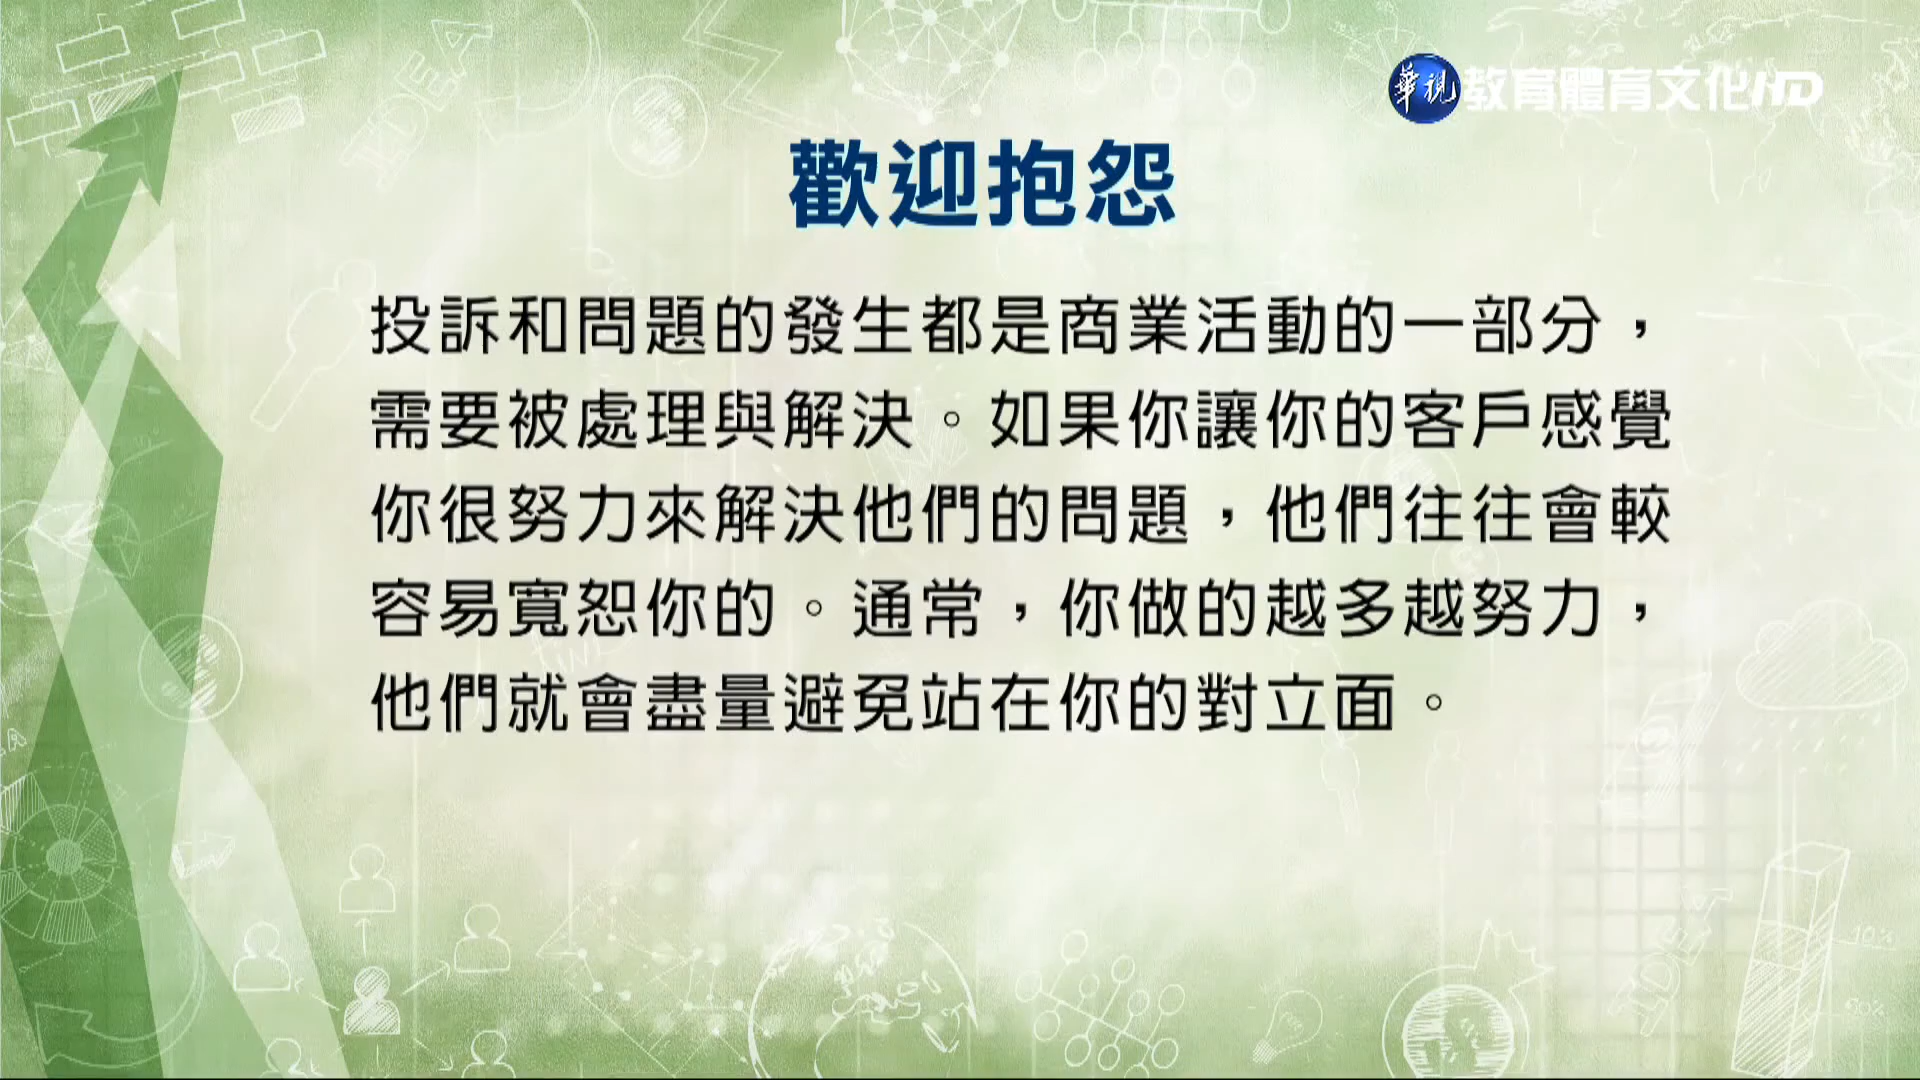 華視 教育體育文化HD
IDEA
歡迎抱怨
投訴和問題的發生都是商業活動的一部分，
需要被處理與解決。如果你讓你的客戶感覺
你很努力來解決他們的問題，他們往往會較
容易寬恕你的。通常，你做的越多越努力，
他們就會盡量避免站在你的對立面。
10%
60%